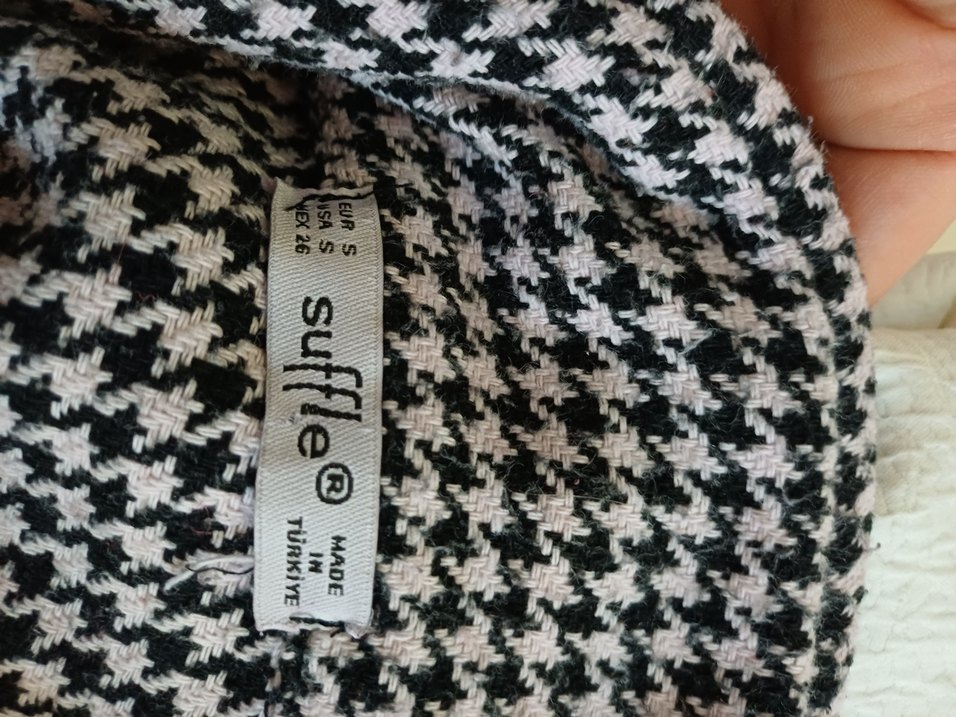 EUR S
USA S
MEX 26
Suffle®
MADE
IN
TÜRKİYE